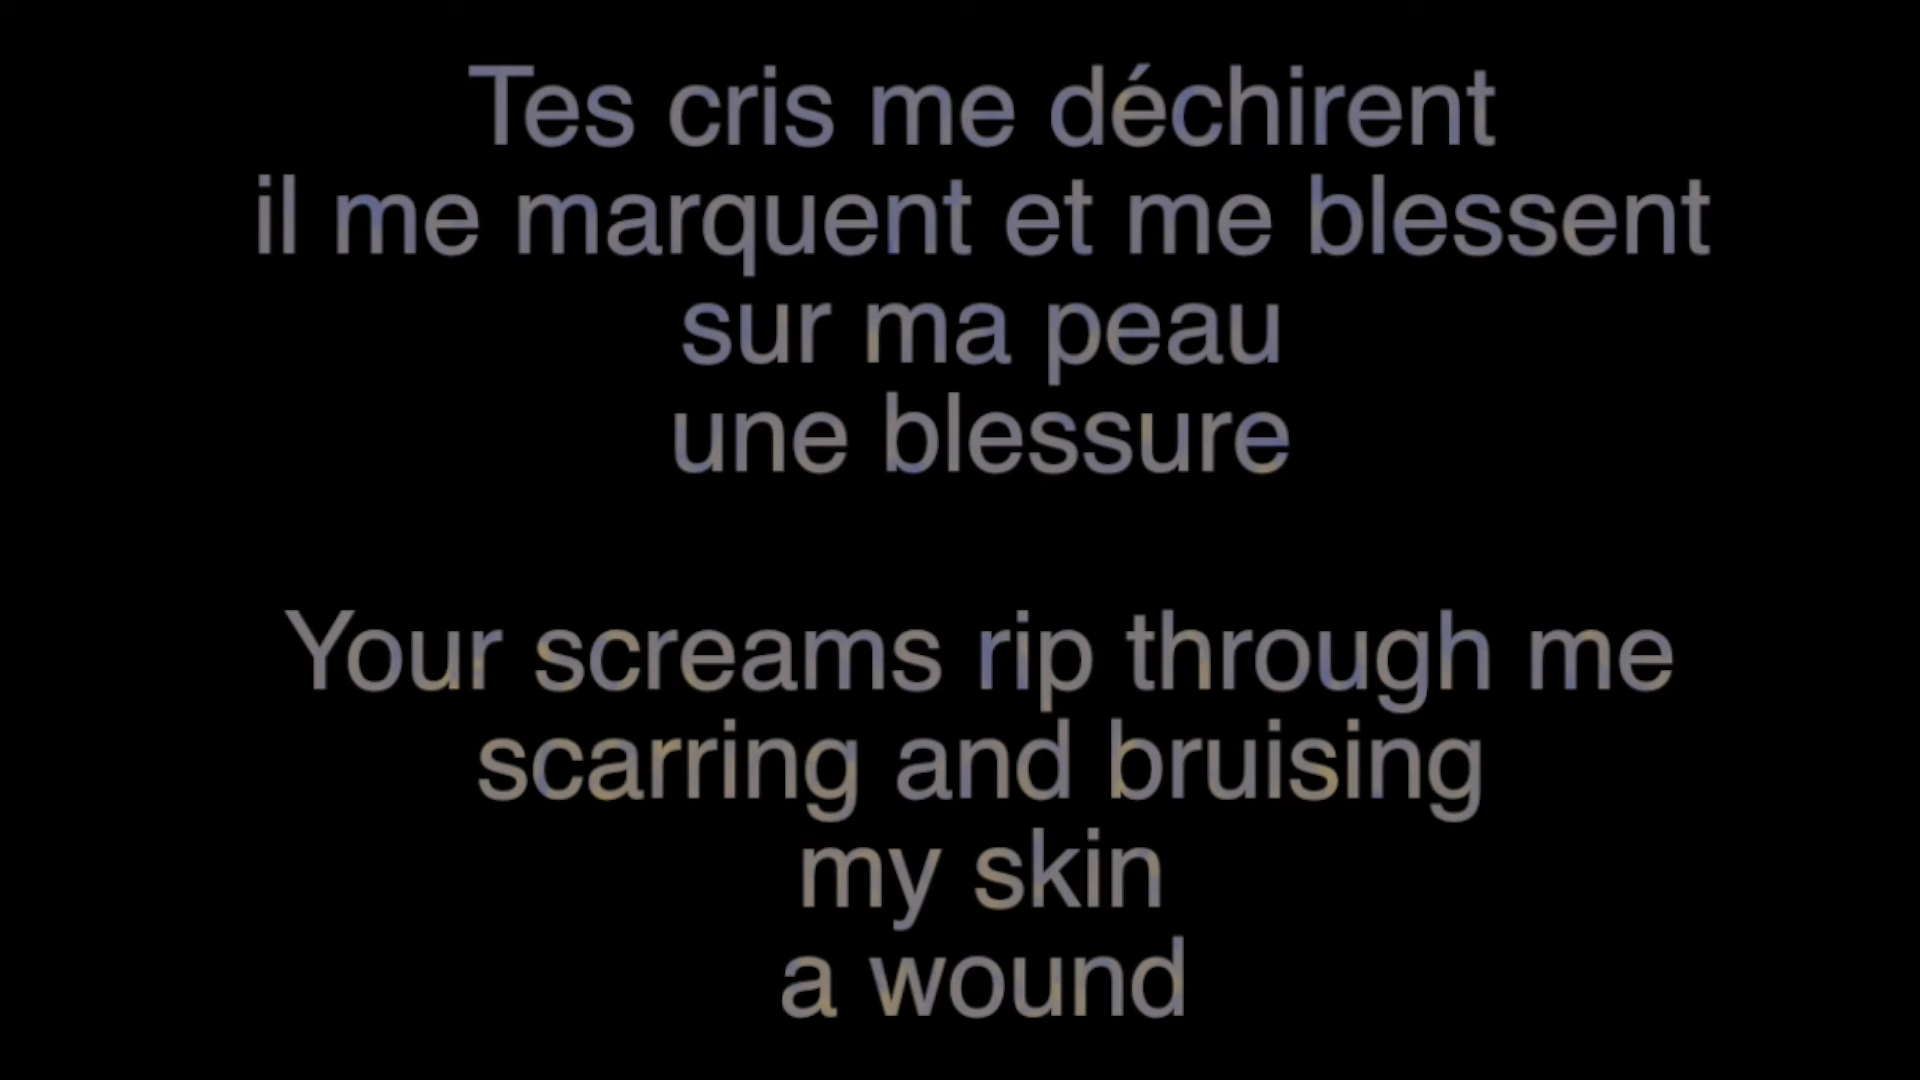 Tes cris me déchirent
il me marquent et me blessent
sur ma peau
une blessure
Your screams rip through me
scarring and bruising
my skin
a wound